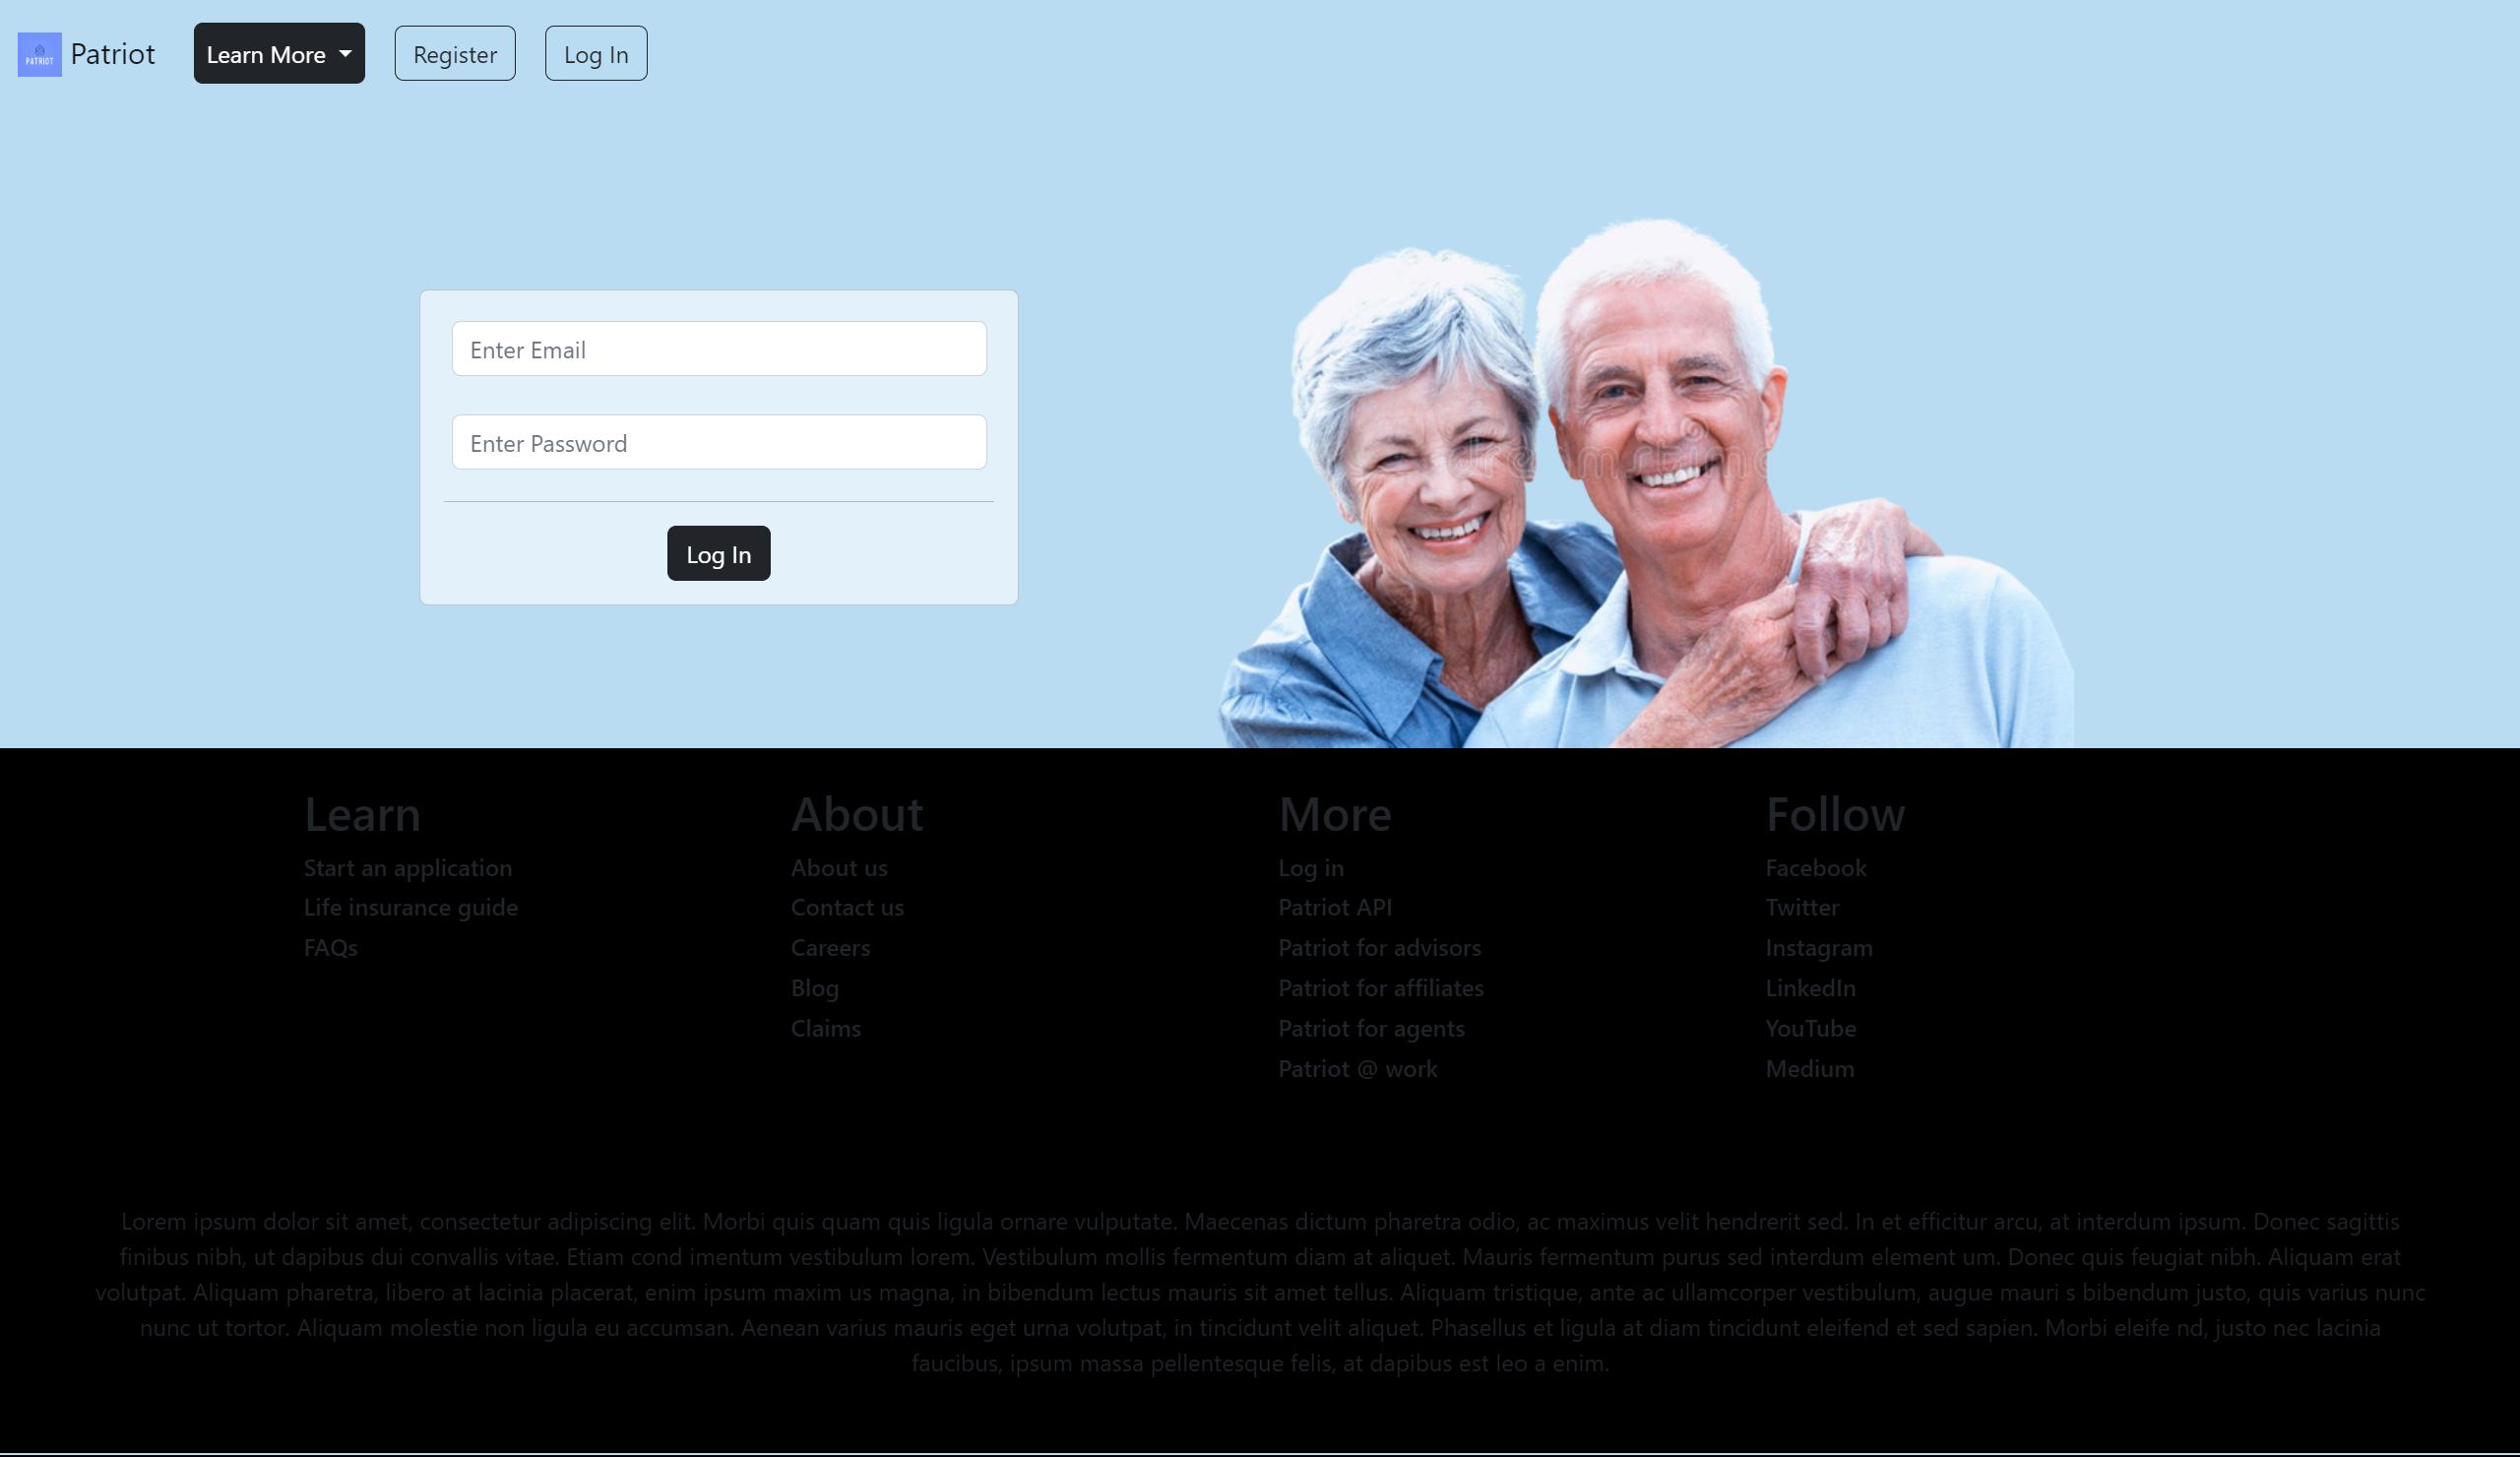 PATRIOT Patriot Learn More Register Log In
Enter Email
Enter Password
Log In
Learn
Start an application
Life insurance guide
FAQs
About
About us
Contact us
Careers
Blog
Claims
More
Log in
Patriot API
Patriot for advisors
Patriot for affiliates
Patriot for agents
Patriot @ work
Follow
Facebook
Twitter
Instagram
LinkedIn
YouTube
Medium
Lorem ipsum dolor sit amet, consectetur adipiscing elit. Morbi quis quam quis ligula ornare vulputate. Maecenas dictum pharetra odio, ac maximus velit hendrerit sed. In et efficitur arcu, at interdum ipsum. Donec sagittis
finibus nibh, ut dapibus dui convallis vitae. Etiam cond imentum vestibulum lorem. Vestibulum mollis fermentum diam at aliquet. Mauris fermentum purus sed interdum element um. Donec quis feugiat nibh. Aliquam erat
volutpat. Aliquam pharetra, libero at lacinia placerat, enim ipsum maxim us magna, in bibendum lectus mauris sit amet tellus. Aliquam tristique, ante ac ullamcorper vestibulum, augue mauri s bibendum justo, quis varius nunc
nunc ut tortor. Aliquam molestie non ligula eu accumsan. Aenean varius mauris eget urna volutpat, in tincidunt velit aliquet. Phasellus et ligula at diam tincidunt eleifend et sed sapien. Morbi eleife nd, justo nec lacinia
faucibus, ipsum massa pellentesque felis, at dapibus est leo a enim.